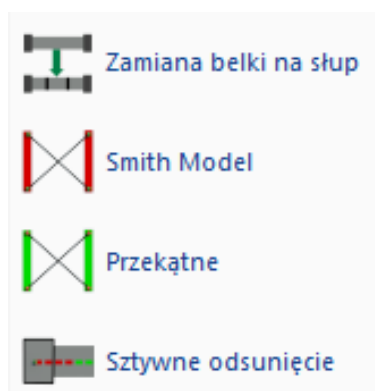 Zamiana belki na słup
Smith Model
Przekątne
Sztywne odsunięcie